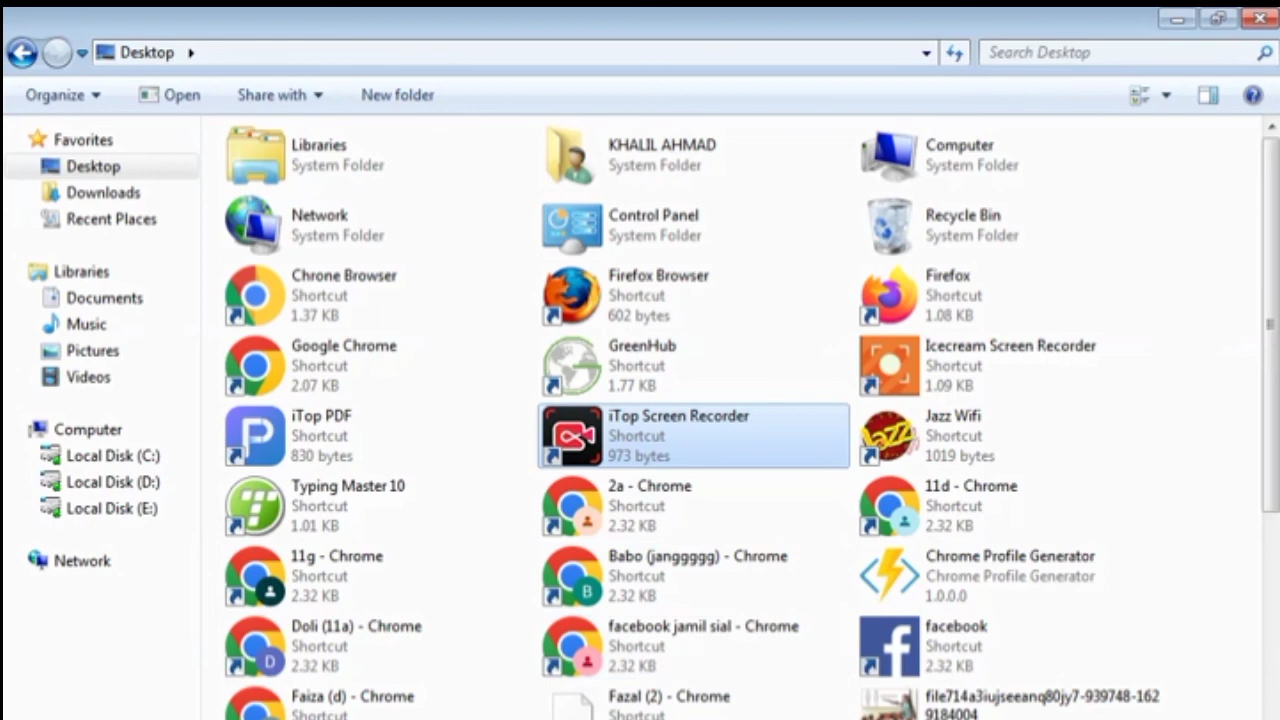 Desktop
Search Desktop
Organize
Open
Share with
New folder
Favorites
Desktop
Downloads
Recent Places
Libraries
Documents
Music
Pictures
Videos
Computer
Local Disk (C:)
Local Disk (D:)
Local Disk (E:)
Network
Libraries
System Folder
KHALIL AHMAD
System Folder
Computer
System Folder
Network
System Folder
Control Panel
System Folder
Recycle Bin
System Folder
Chrone Browser
Shortcut
1.37 KB
Firefox Browser
Shortcut
602 bytes
Firefox
Shortcut
1.08 KB
Google Chrome
Shortcut
2.07 KB
GreenHub
Shortcut
1.77 KB
Icecream Screen Recorder
Shortcut
1.09 KB
iTop PDF
Shortcut
830 bytes
iTop Screen Recorder
Shortcut
973 bytes
Jazz
Jazz Wifi
Shortcut
1019 bytes
Typing Master 10
Shortcut
1.01 KB
2a - Chrome
Shortcut
2.32 KB
11d - Chrome
Shortcut
2.32 KB
11g - Chrome
Shortcut
2.32 KB
B
Babo (janggggg) - Chrome
Shortcut
2.32 KB
Chrome Profile Generator
Chrome Profile Generator
1.0.0.0
D
Doli (11a) - Chrome
Shortcut
2.32 KB
facebook jamil sial - Chrome
Shortcut
2.32 KB
f
facebook
Shortcut
2.32 KB
Faiza (d) - Chrome
Shortcut
Fazal (2) - Chrome
Shortcut
file714a3iujseeanq80jy7-939748-162
9184004